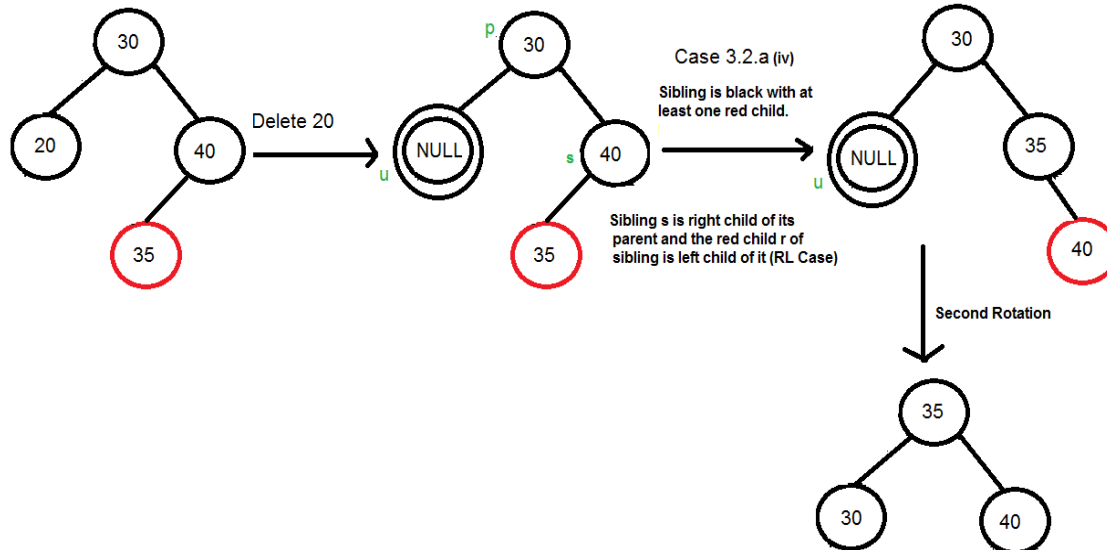 30
20
40
35
Delete 20
p
30
NULL
u
s
40
35
Case 3.2.a (iv)
Sibling is black with at
least one red child.
Sibling s is right child of its
parent and the red child r of
sibling is left child of it (RL Case)
30
NULL
u
35
40
Second Rotation
35
30
40